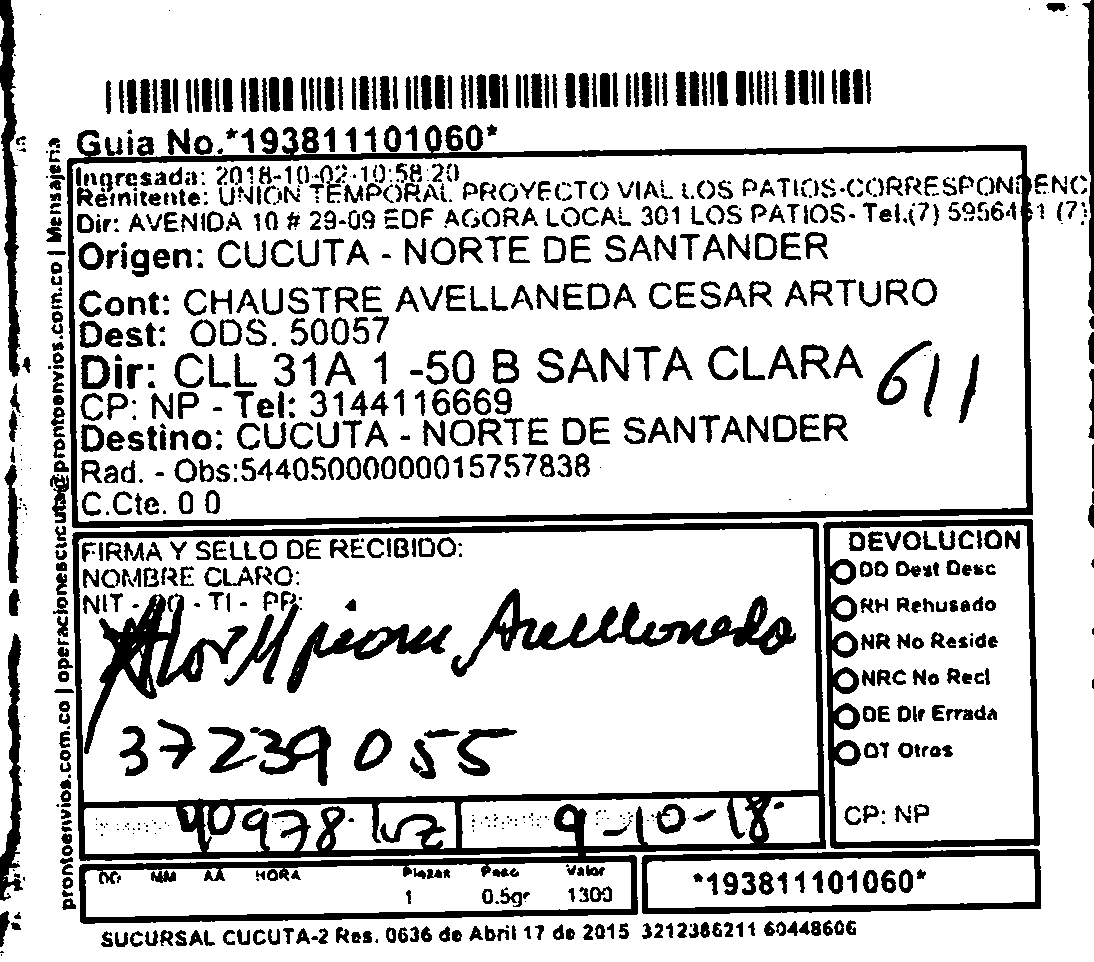 Guia No.*193811101060*
Ingresada: 2018-10-02-10:58:20
Remitente: UNION TEMPORAL PROYECTO VIAL LOS PATIOS-CORRESPONDENC
Dir: AVENIDA 10 # 29-09 EDF AGORA LOCAL 301 LOS PATIOS- Tel.(7) 5956461 (7)
Origen: CUCUTA - NORTE DE SANTANDER
Cont: CHAUSTRE AVELLANEDA CESAR ARTURO
Dest: ODS. 50057
Dir: CLL 31A 1 -50 B SANTA CLARA
611
CP: NP - Tel: 3144116669
Destino: CUCUTA - NORTE DE SANTANDER
Rad. - Obs:54405000000015757838
C.Cte. 0 0
prontoenvios.com.co | operacionescucuta@prontoenvios.com.co | Mensajeria
FIRMA Y SELLO DE RECIBIDO:
NOMBRE CLARO:
NIT - CC - TI - PP:
Avellaneda
37239055
40978 luz
9-10-18
DEVOLUCION
DD Dest Desc
RH Rehusado
NR No Reside
NRC No Recl
DE Dir Errada
OT Otros
CP: NP
DD MM AA HORA Piezas Peso Valor
1 0.5gr 1300
*193811101060*
SUCURSAL CUCUTA-2 Res. 0636 de Abril 17 de 2015 3212386211 60448606